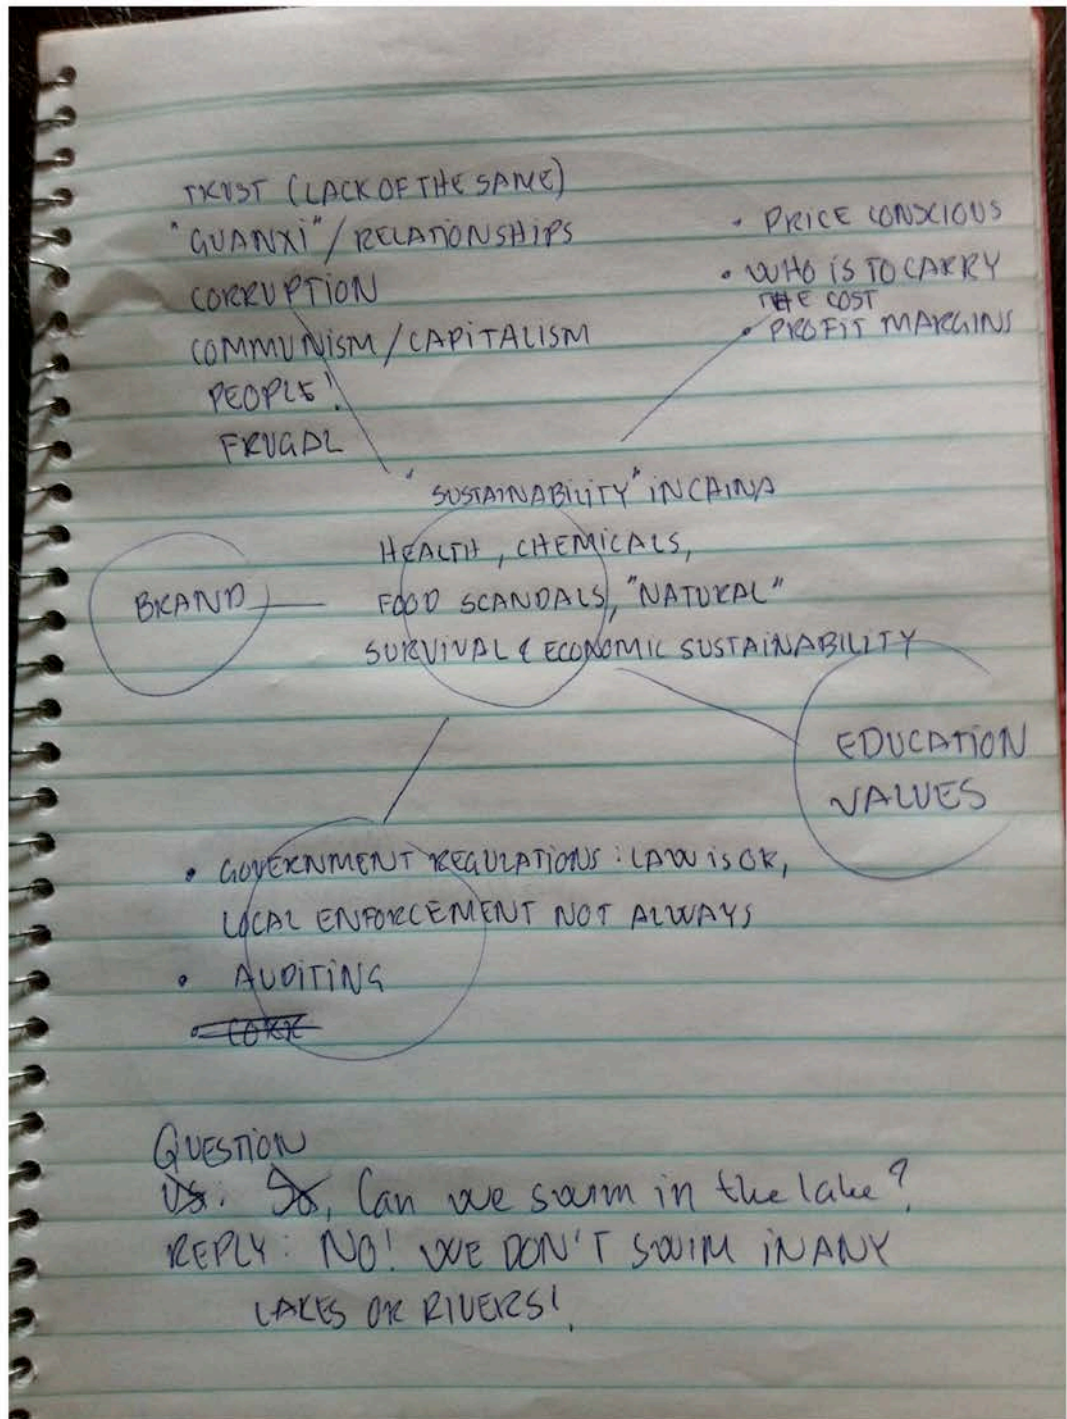 TRUST (LACK OF THE SAME)
"GUANXI" / RELATIONSHIPS
CORRUPTION
COMMUNISM / CAPITALISM
PEOPLE!
FRUGAL
• PRICE CONSCIOUS
• WHO IS TO CARRY
THE COST
• PROFIT MARGINS
"SUSTAINABILITY" IN CHINA
HEALTH, CHEMICALS,
FOOD SCANDALS, "NATURAL"
SURVIVAL & ECONOMIC SUSTAINABILITY
BRAND
EDUCATION
VALUES
• GOVERNMENT REGULATIONS: LAW IS OK,
LOCAL ENFORCEMENT NOT ALWAYS
• AUDITING
• CORR
QUESTION
US: So, Can we swim in the lake?
REPLY: NO! WE DON'T SWIM IN ANY
LAKES OR RIVERS!